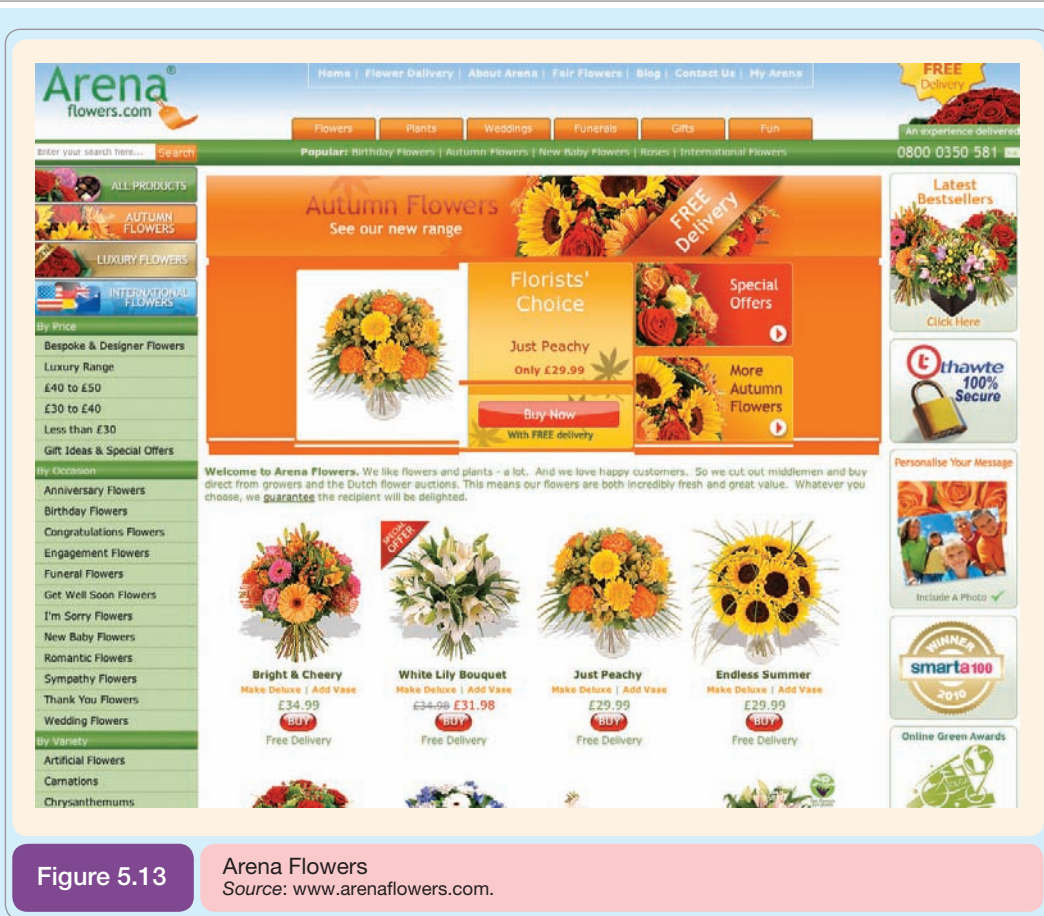 Arena®
flowers.com
Home | Flower Delivery | About Arena | Fair Flowers | Blog | Contact Us | My Arena
FREE
Delivery
Flowers
Plants
Weddings
Funerals
Gifts
Fun
An experience delivered
Enter your search here...
Search
Popular: Birthday Flowers | Autumn Flowers | New Baby Flowers | Roses | International Flowers
0800 0350 581
ALL PRODUCTS
AUTUMN
FLOWERS
LUXURY FLOWERS
INTERNATIONAL
FLOWERS
By Price
Bespoke & Designer Flowers
Luxury Range
£40 to £50
£30 to £40
Less than £30
Gift Ideas & Special Offers
By Occasion
Anniversary Flowers
Birthday Flowers
Congratulations Flowers
Engagement Flowers
Funeral Flowers
Get Well Soon Flowers
I'm Sorry Flowers
New Baby Flowers
Romantic Flowers
Sympathy Flowers
Thank You Flowers
Wedding Flowers
By Variety
Artificial Flowers
Carnations
Chrysanthemums
Autumn Flowers
See our new range
FREE
Delivery
Florists'
Choice
Just Peachy
Only £29.99
Buy Now
With FREE delivery
Special
Offers
More
Autumn
Flowers
Welcome to Arena Flowers. We like flowers and plants - a lot. And we love happy customers. So we cut out middlemen and buy
direct from growers and the Dutch flower auctions. This means our flowers are both incredibly fresh and great value. Whatever you
choose, we guarantee the recipient will be delighted.
Bright & Cheery
Make Deluxe | Add Vase
£34.99
BUY
Free Delivery
SPECIAL
OFFER
White Lily Bouquet
Make Deluxe | Add Vase
£34.98 £31.98
BUY
Free Delivery
Just Peachy
Make Deluxe | Add Vase
£29.99
BUY
Free Delivery
Endless Summer
Make Deluxe | Add Vase
£29.99
BUY
Free Delivery
Latest
Bestsellers
Click Here
thawte
100%
Secure
Personalise Your Message
Include A Photo
WINNER
smarta100
2010
Online Green Awards
Figure 5.13
Arena Flowers
Source: www.arenaflowers.com.